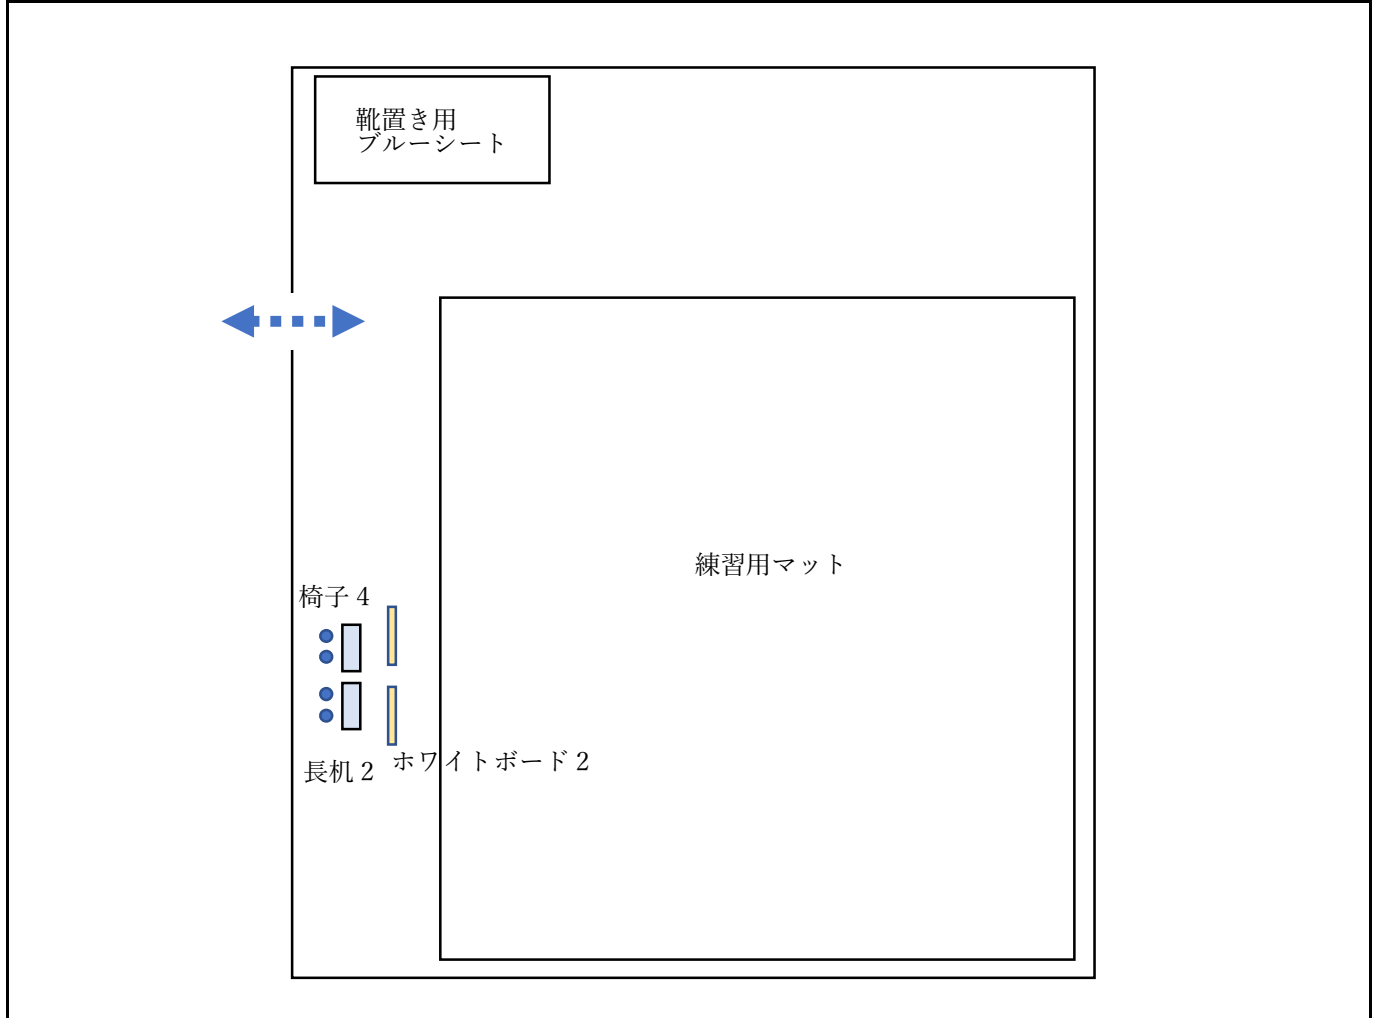 靴置き用
ブルーシート
練習用マット
椅子 4
ホワイトボード 2
長机 2